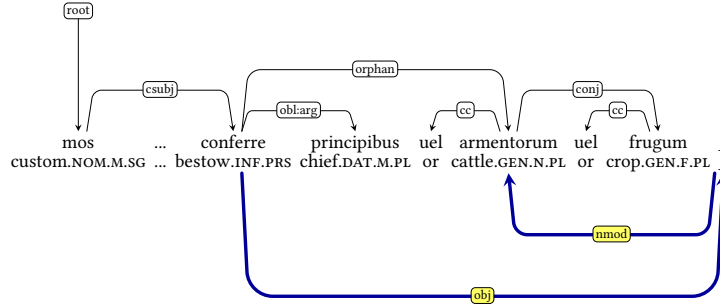 root
orphan
csubj
conj
obl:arg
cc
cc
mos ... conferre principibus uel armentorum uel frugum
custom.NOM.M.SG ... bestow.INF.PRS chief.DAT.M.PL or cattle.GEN.N.PL or crop.GEN.F.PL _
nmod
obj